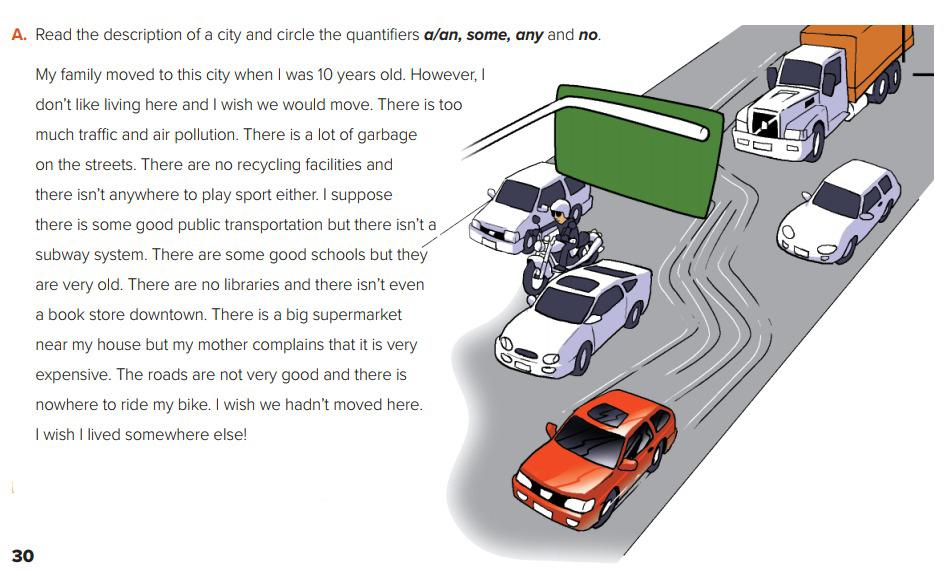 A. Read the description of a city and circle the quantifiers a/an, some, any and no.
My family moved to this city when I was 10 years old. However, I
don't like living here and I wish we would move. There is too
much traffic and air pollution. There is a lot of garbage
on the streets. There are no recycling facilities and
there isn't anywhere to play sport either. I suppose
there is some good public transportation but there isn't a
subway system. There are some good schools but they
are very old. There are no libraries and there isn't even
a book store downtown. There is a big supermarket
near my house but my mother complains that it is very
expensive. The roads are not very good and there is
nowhere to ride my bike. I wish we hadn't moved here.
I wish I lived somewhere else!
30